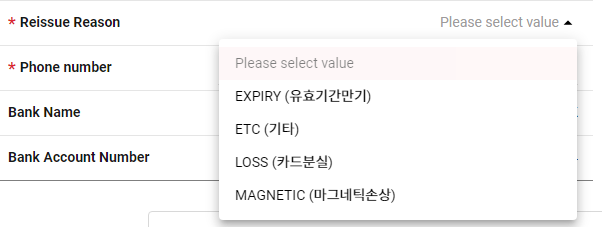 * Reissue Reason Please select value
* Phone number
Please select value
EXPIRY (유효기간만기)
Bank Name
ETC (기타)
Bank Account Number
LOSS (카드분실)
MAGNETIC (마그네틱손상)